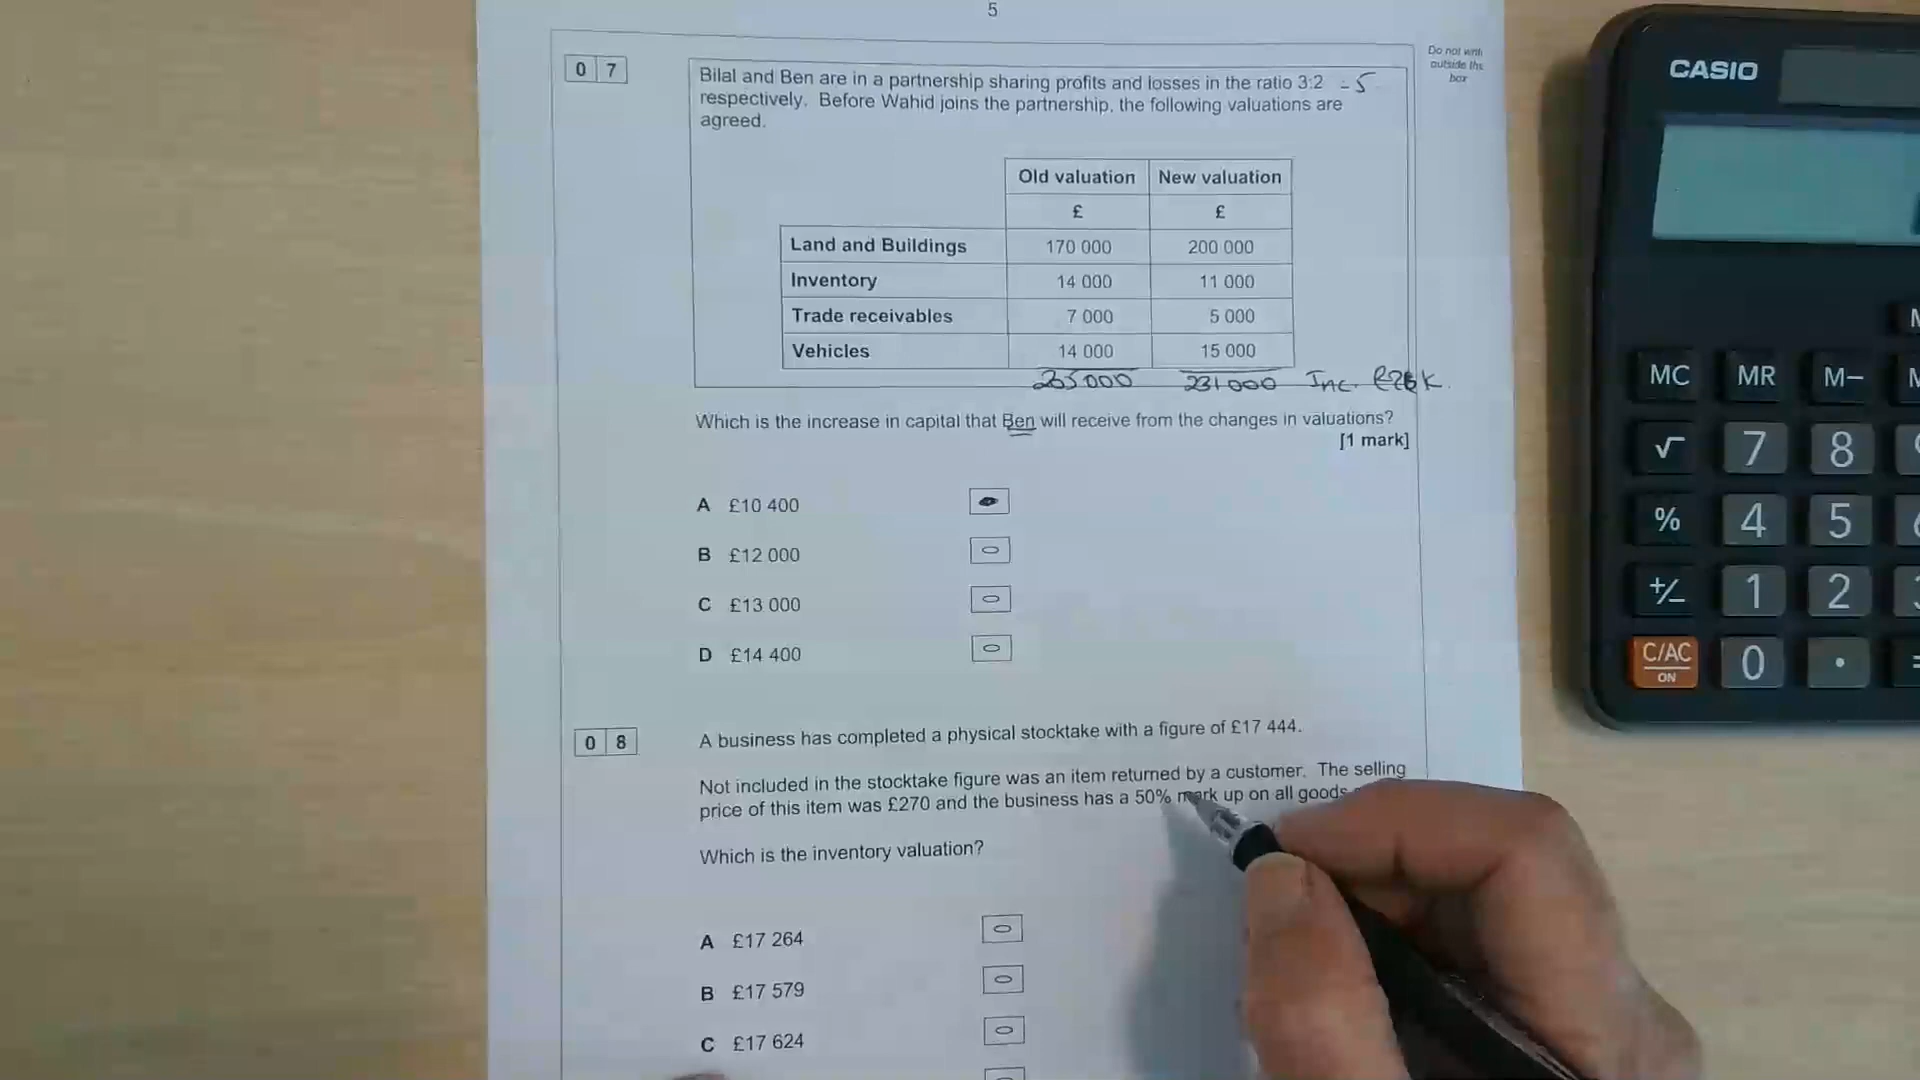 5
Do not write
outside the
box
0 7
Bilal and Ben are in a partnership sharing profits and losses in the ratio 3:2 = 5
respectively. Before Wahid joins the partnership, the following valuations are
agreed.
Old valuation New valuation
£ £
Land and Buildings 170 000 200 000
Inventory 14 000 11 000
Trade receivables 7 000 5 000
Vehicles 14 000 15 000
205000 231000 Inc. £26K.
Which is the increase in capital that Ben will receive from the changes in valuations?
[1 mark]
A £10 400
B £12 000
C £13 000
D £14 400
0 8
A business has completed a physical stocktake with a figure of £17 444.
Not included in the stocktake figure was an item returned by a customer. The selling
price of this item was £270 and the business has a 50% mark up on all goods
Which is the inventory valuation?
A £17 264
B £17 579
C £17 624
CASIO
MC MR M−
√ 7 8
% 4 5
+/− 1 2
C/AC 0 ·
ON